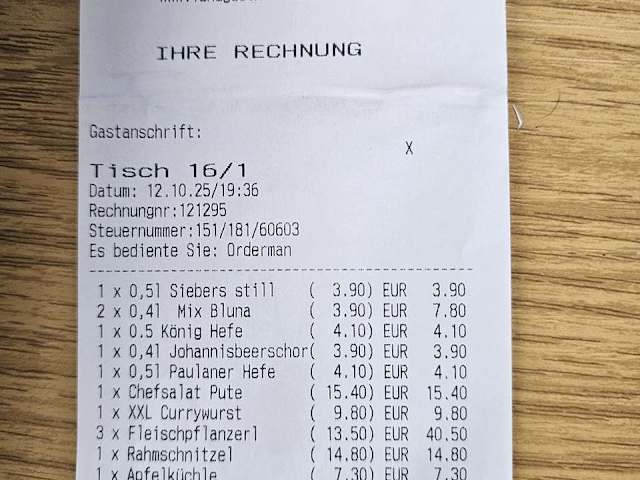 IHRE RECHNUNG
Gastanschrift:
X
Tisch 16/1
Datum: 12.10.25/19:36
Rechnungnr:121295
Steuernummer:151/181/60603
Es bediente Sie: Orderman
1 x 0,5l Siebers still ( 3.90) EUR 3.90
2 x 0,4l Mix Bluna ( 3.90) EUR 7.80
1 x 0.5 König Hefe ( 4.10) EUR 4.10
1 x 0,4l Johannisbeerschor( 3.90) EUR 3.90
1 x 0,5l Paulaner Hefe ( 4.10) EUR 4.10
1 x Chefsalat Pute (15.40) EUR 15.40
1 x XXL Currywurst ( 9.80) EUR 9.80
3 x Fleischpflanzerl (13.50) EUR 40.50
1 x Rahmschnitzel (14.80) EUR 14.80
1 x Apfelküchle ( 7.30) EUR 7.30